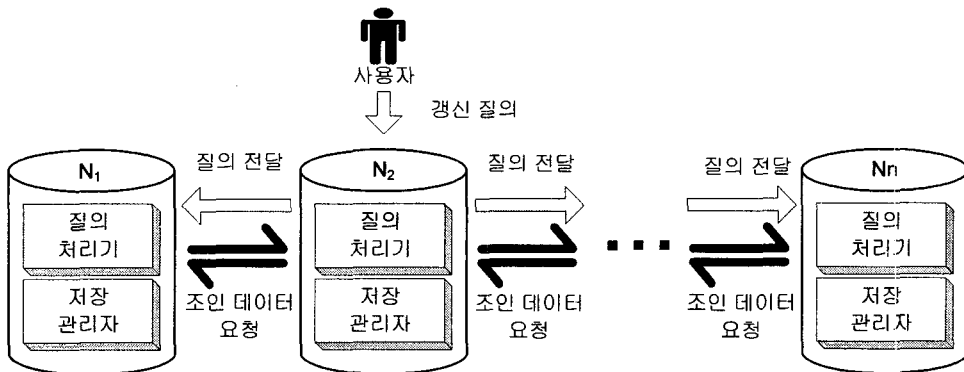 사용자
갱신 질의
N1
질의 전달
N2
질의 전달
질의 전달
Nn
질의
처리기
질의
처리기
질의
처리기
저장
관리자
조인 데이터
요청
저장
관리자
조인 데이터
요청
조인 데이터
요청
저장
관리자